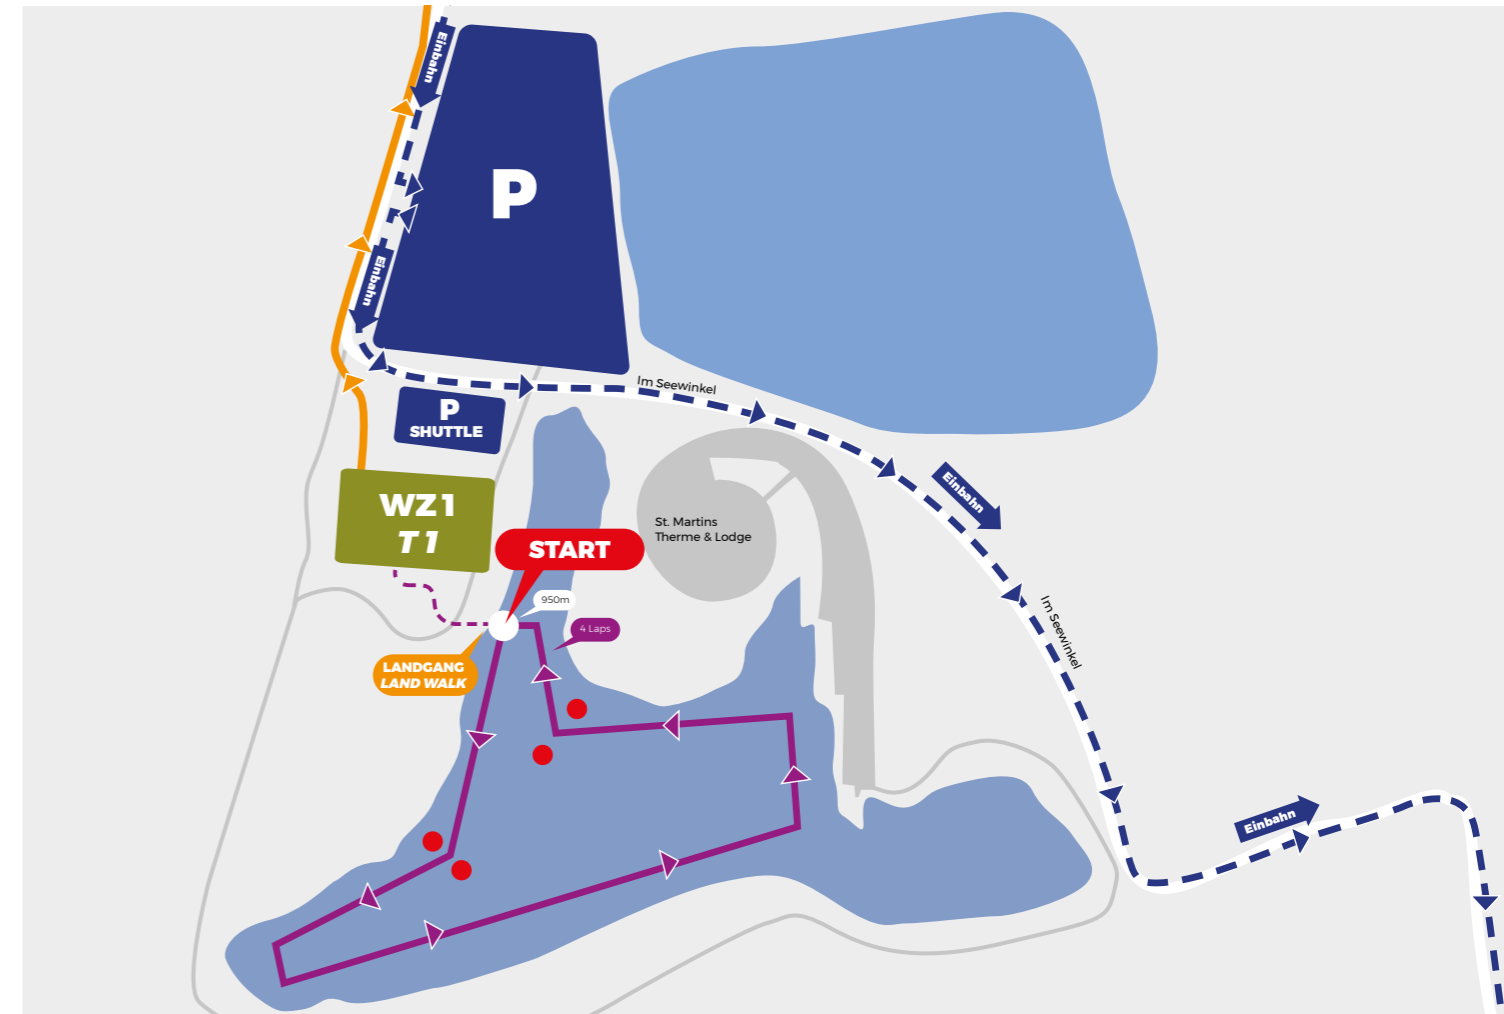 Einbahn
P
Einbahn
Im Seewinkel
P
SHUTTLE
Einbahn
WZ1
T1
St. Martins
Therme & Lodge
START
950m
4 Laps
Im Seewinkel
LANDGANG
LAND WALK
Einbahn